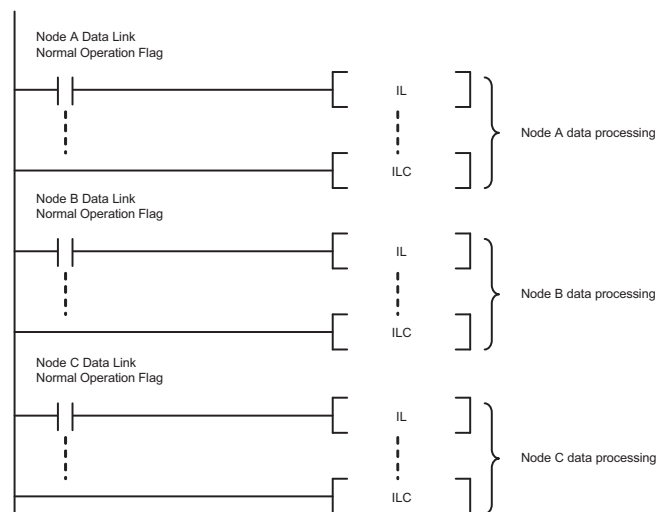 Node A Data Link
Normal Operation Flag
IL
Node A data processing
ILC
Node B Data Link
Normal Operation Flag
IL
Node B data processing
ILC
Node C Data Link
Normal Operation Flag
IL
Node C data processing
ILC